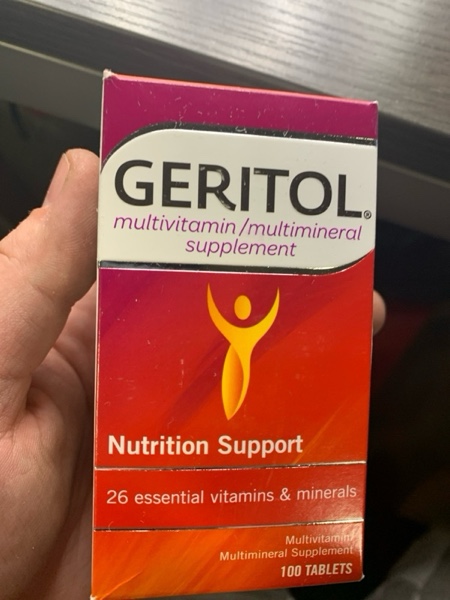 GERITOL®
multivitamin/multimineral
supplement
Nutrition Support
26 essential vitamins & minerals
Multivitamin/
Multimineral Supplement
100 TABLETS